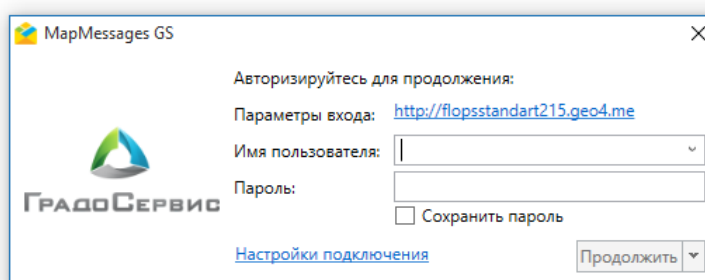 MapMessages GS
Авторизируйтесь для продолжения:
Параметры входа: http://flopsstandart215.geo4.me
Имя пользователя:
Пароль:
ГрадоСервис
Сохранить пароль
Настройки подключения
Продолжить